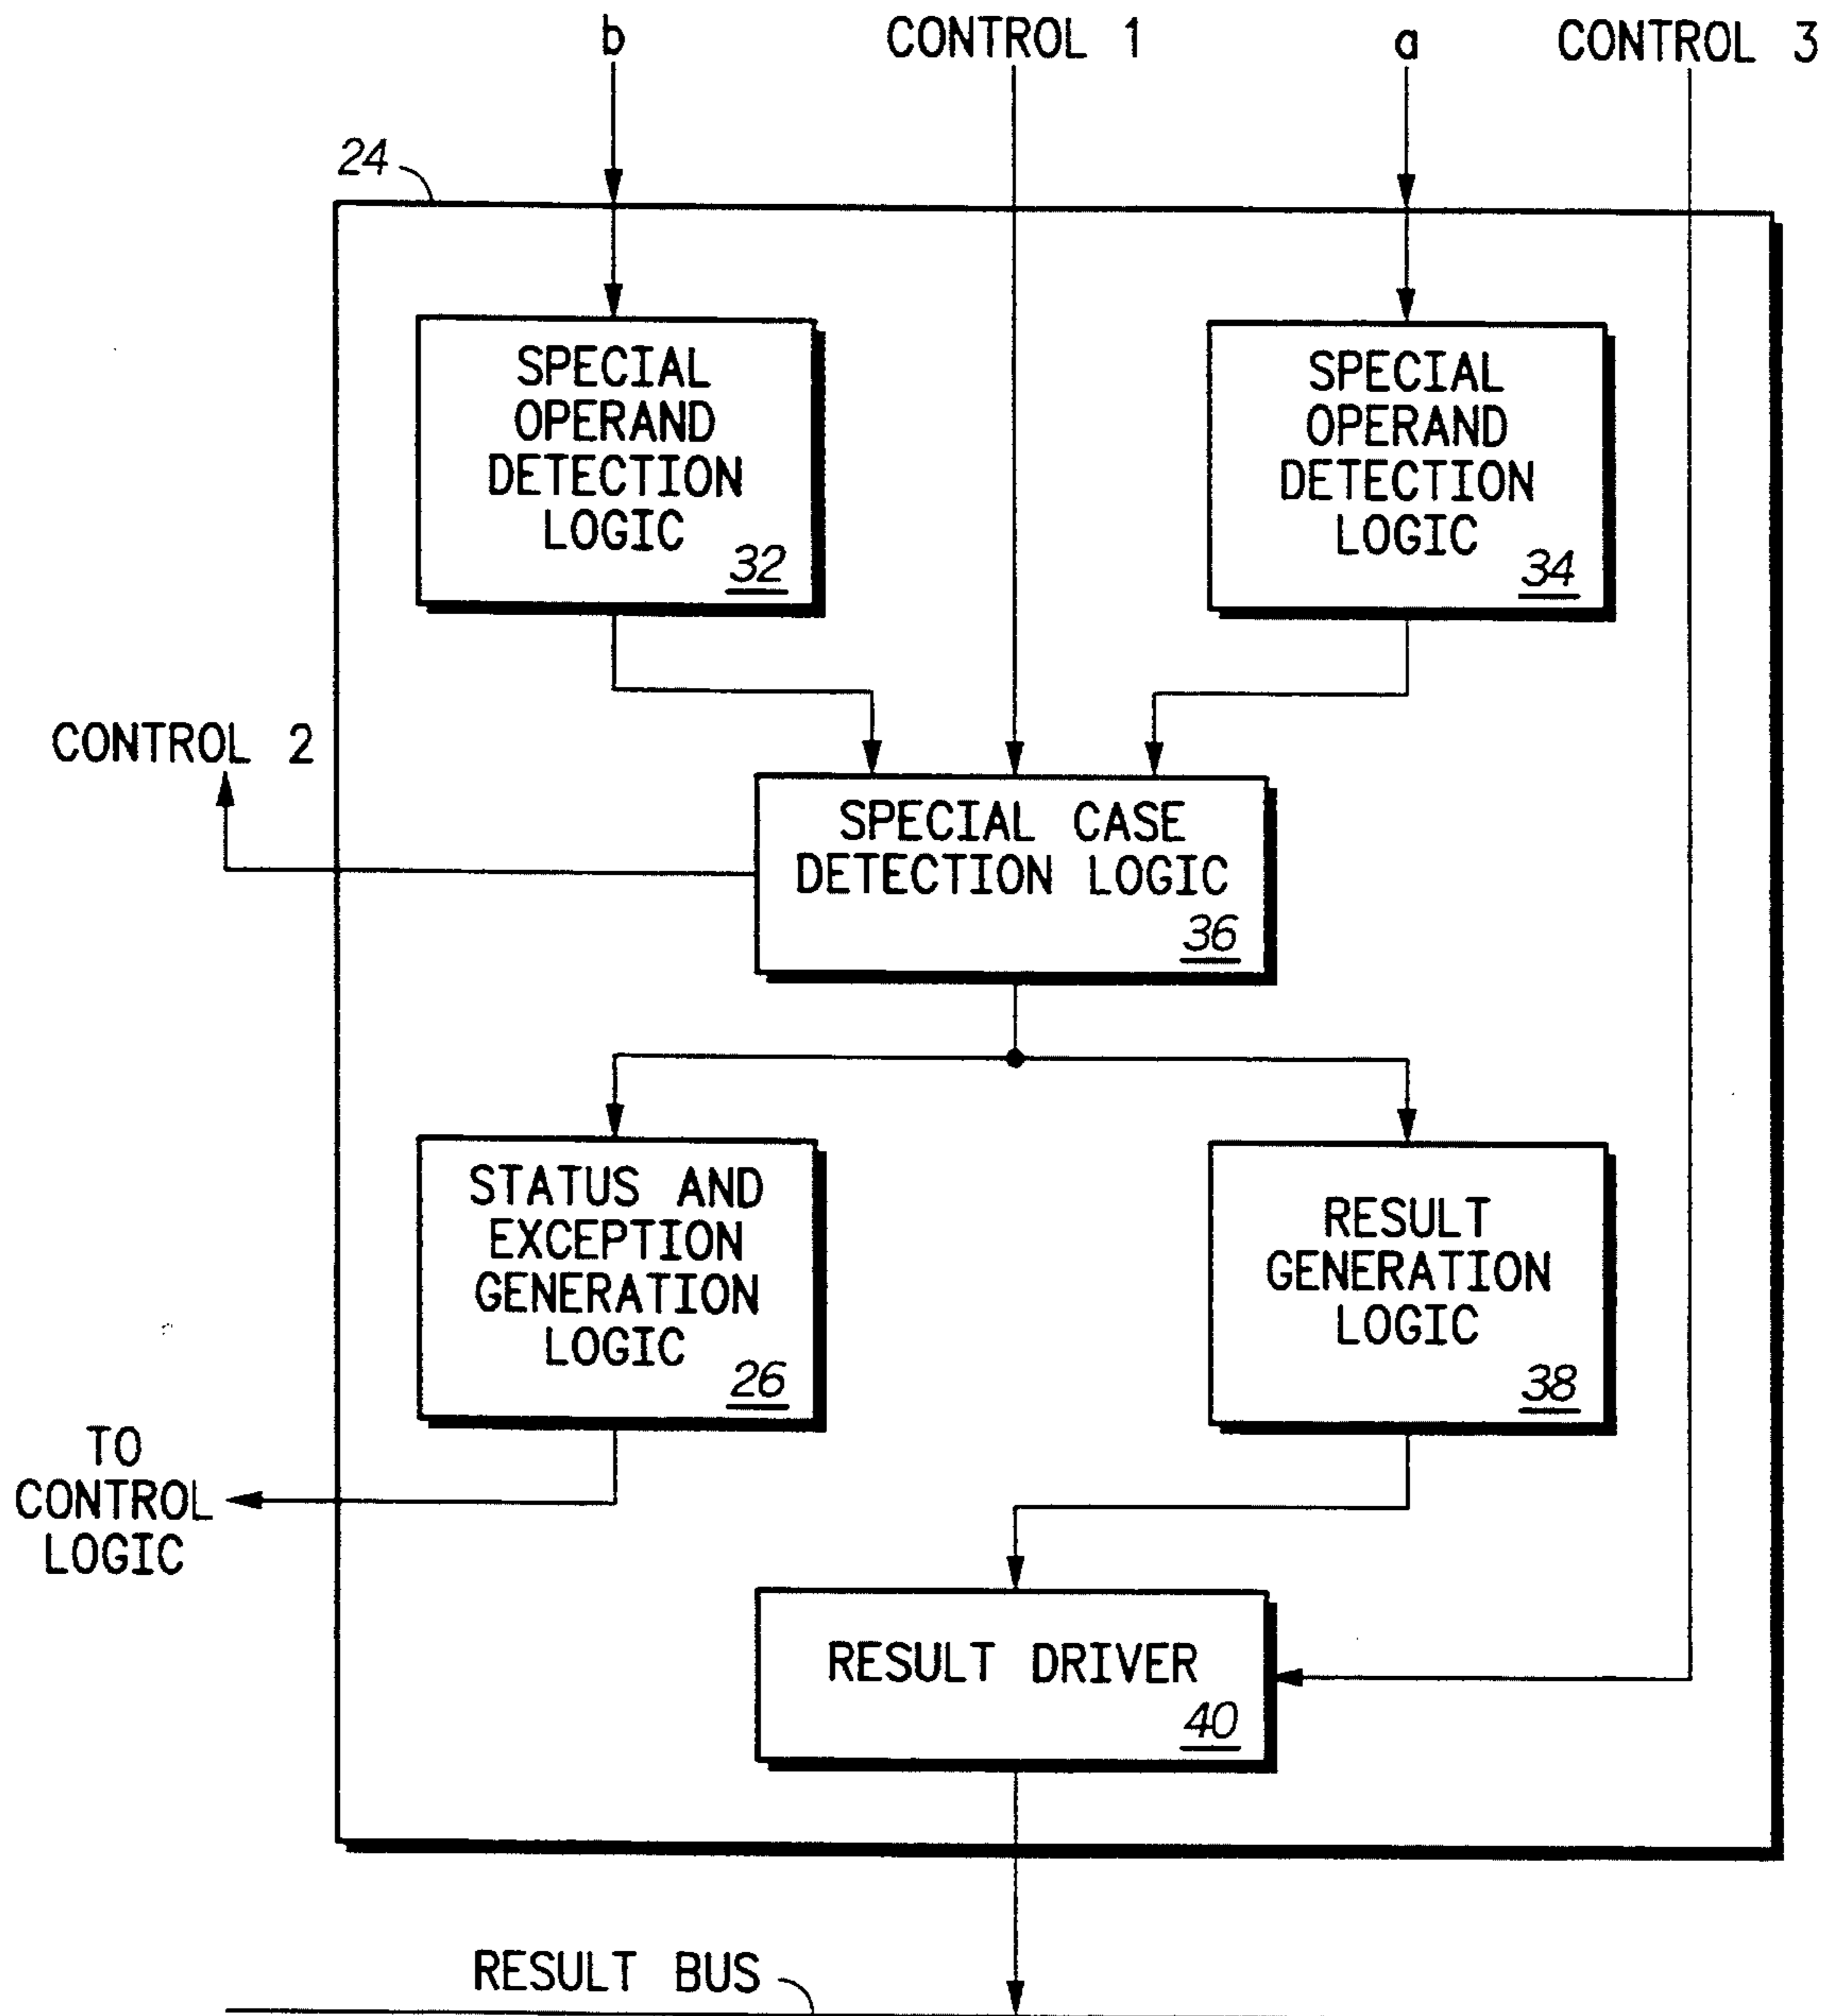 b
CONTROL 1
a
CONTROL 3
24
SPECIAL
OPERAND
DETECTION
LOGIC
32
SPECIAL
OPERAND
DETECTION
LOGIC
34
CONTROL 2
SPECIAL CASE
DETECTION LOGIC
36
STATUS AND
EXCEPTION
GENERATION
LOGIC
26
RESULT
GENERATION
LOGIC
38
TO
CONTROL
LOGIC
RESULT DRIVER
40
RESULT BUS